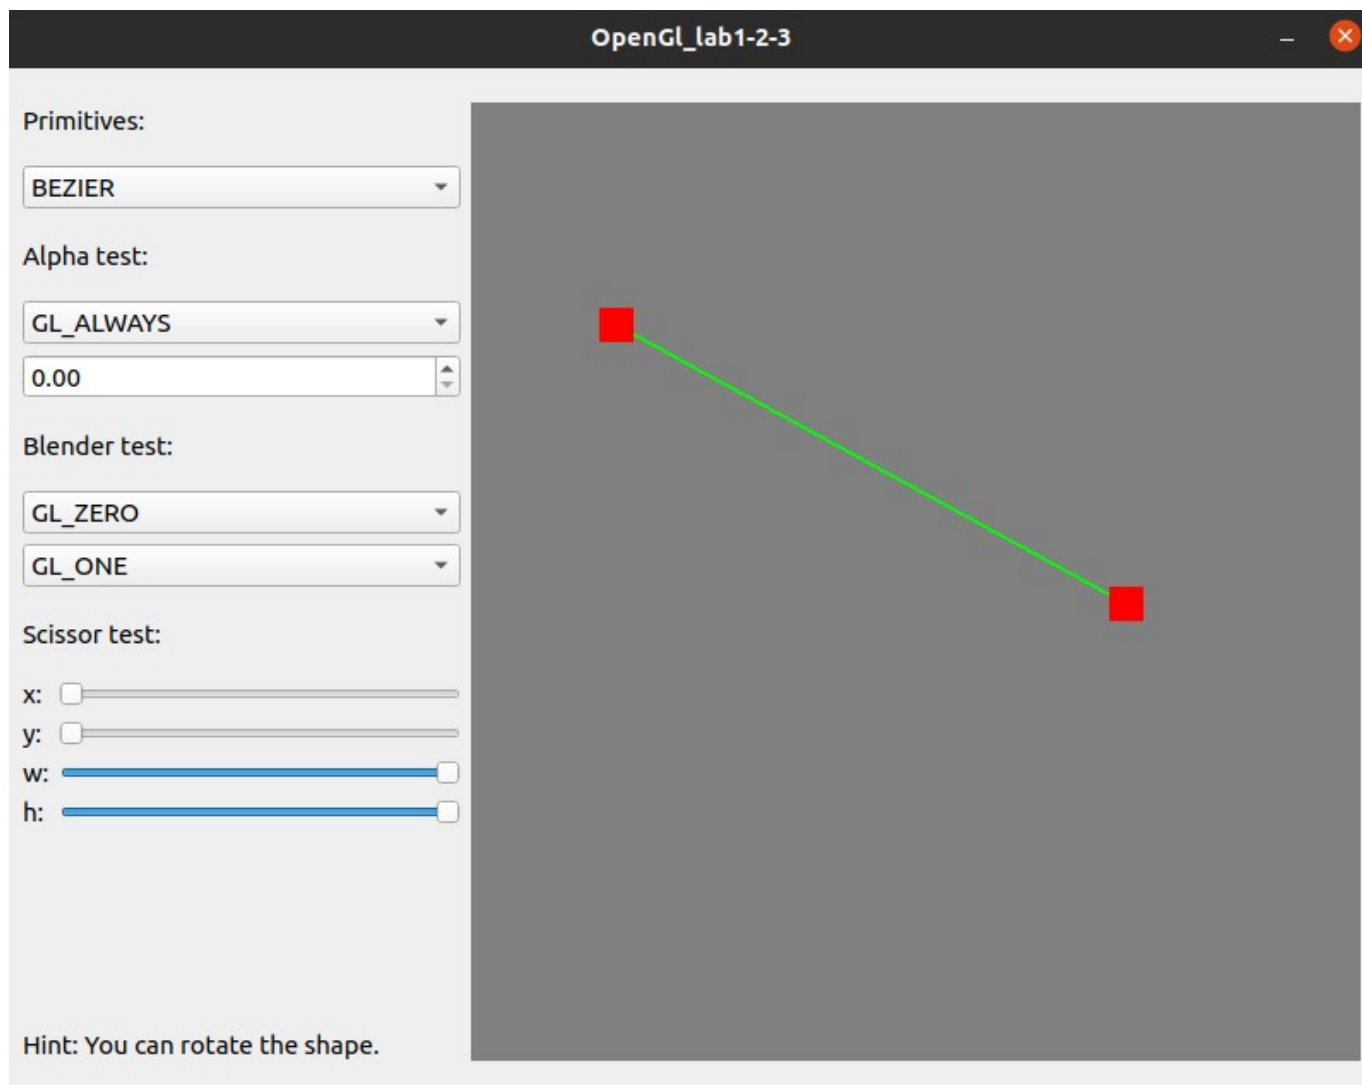 OpenGl_lab1-2-3
Primitives:
BEZIER
Alpha test:
GL_ALWAYS
0.00
Blender test:
GL_ZERO
GL_ONE
Scissor test:
x:
y:
w:
h:
Hint: You can rotate the shape.